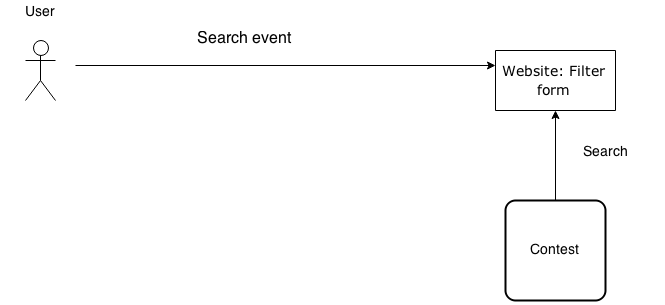 User
Search event
Website: Filter
form
Search
Contest